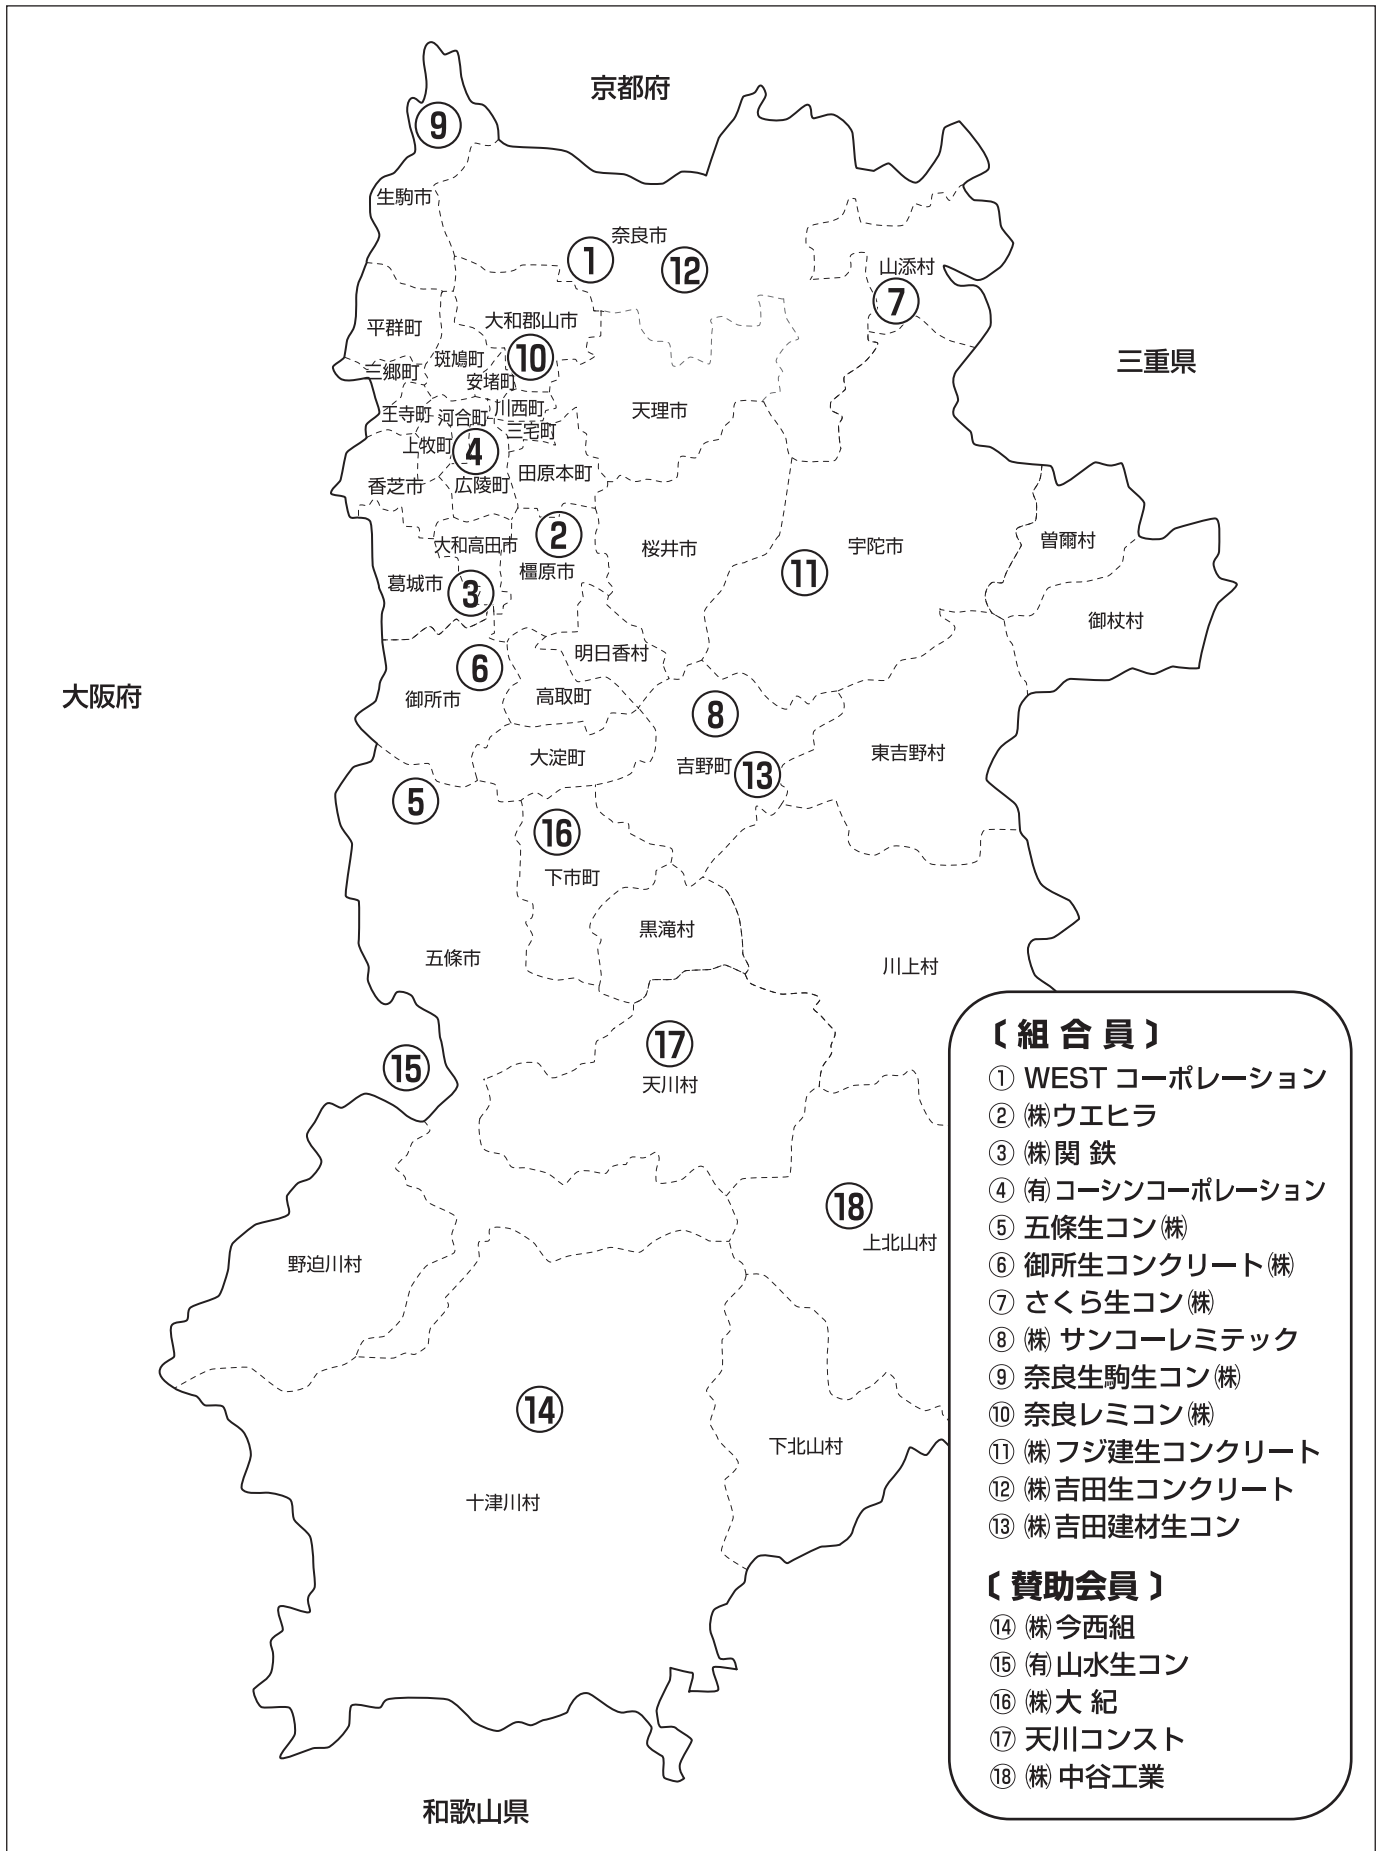 京都府
⑨
生駒市
奈良市
①
⑫
山添村
⑦
平群町
大和郡山市
三重県
斑鳩町
⑩
三郷町
安堵町
王寺町
河合町
川西町
天理市
三宅町
上牧町
④
香芝市
広陵町
田原本町
②
大和高田市
桜井市
宇陀市
曽爾村
葛城市
③
橿原市
⑪
御杖村
明日香村
⑥
大阪府
御所市
高取町
⑧
大淀町
吉野町
⑬
東吉野村
⑤
⑯
下市町
黒滝村
五條市
川上村
⑰
⑮
天川村
⑱
上北山村
野迫川村
⑭
下北山村
十津川村
和歌山県
〔 組 合 員 〕
① WEST コーポレーション
② ㈱ウエヒラ
③ ㈱関 鉄
④ ㈲コーシンコーポレーション
⑤ 五條生コン㈱
⑥ 御所生コンクリート㈱
⑦ さくら生コン㈱
⑧ ㈱ サンコーレミテック
⑨ 奈良生駒生コン㈱
⑩ 奈良レミコン㈱
⑪ ㈱フジ建生コンクリート
⑫ ㈱吉田生コンクリート
⑬ ㈱吉田建材生コン
〔 賛助会員 〕
⑭ ㈱今西組
⑮ ㈲山水生コン
⑯ ㈱大 紀
⑰ 天川コンスト
⑱ ㈱ 中谷工業